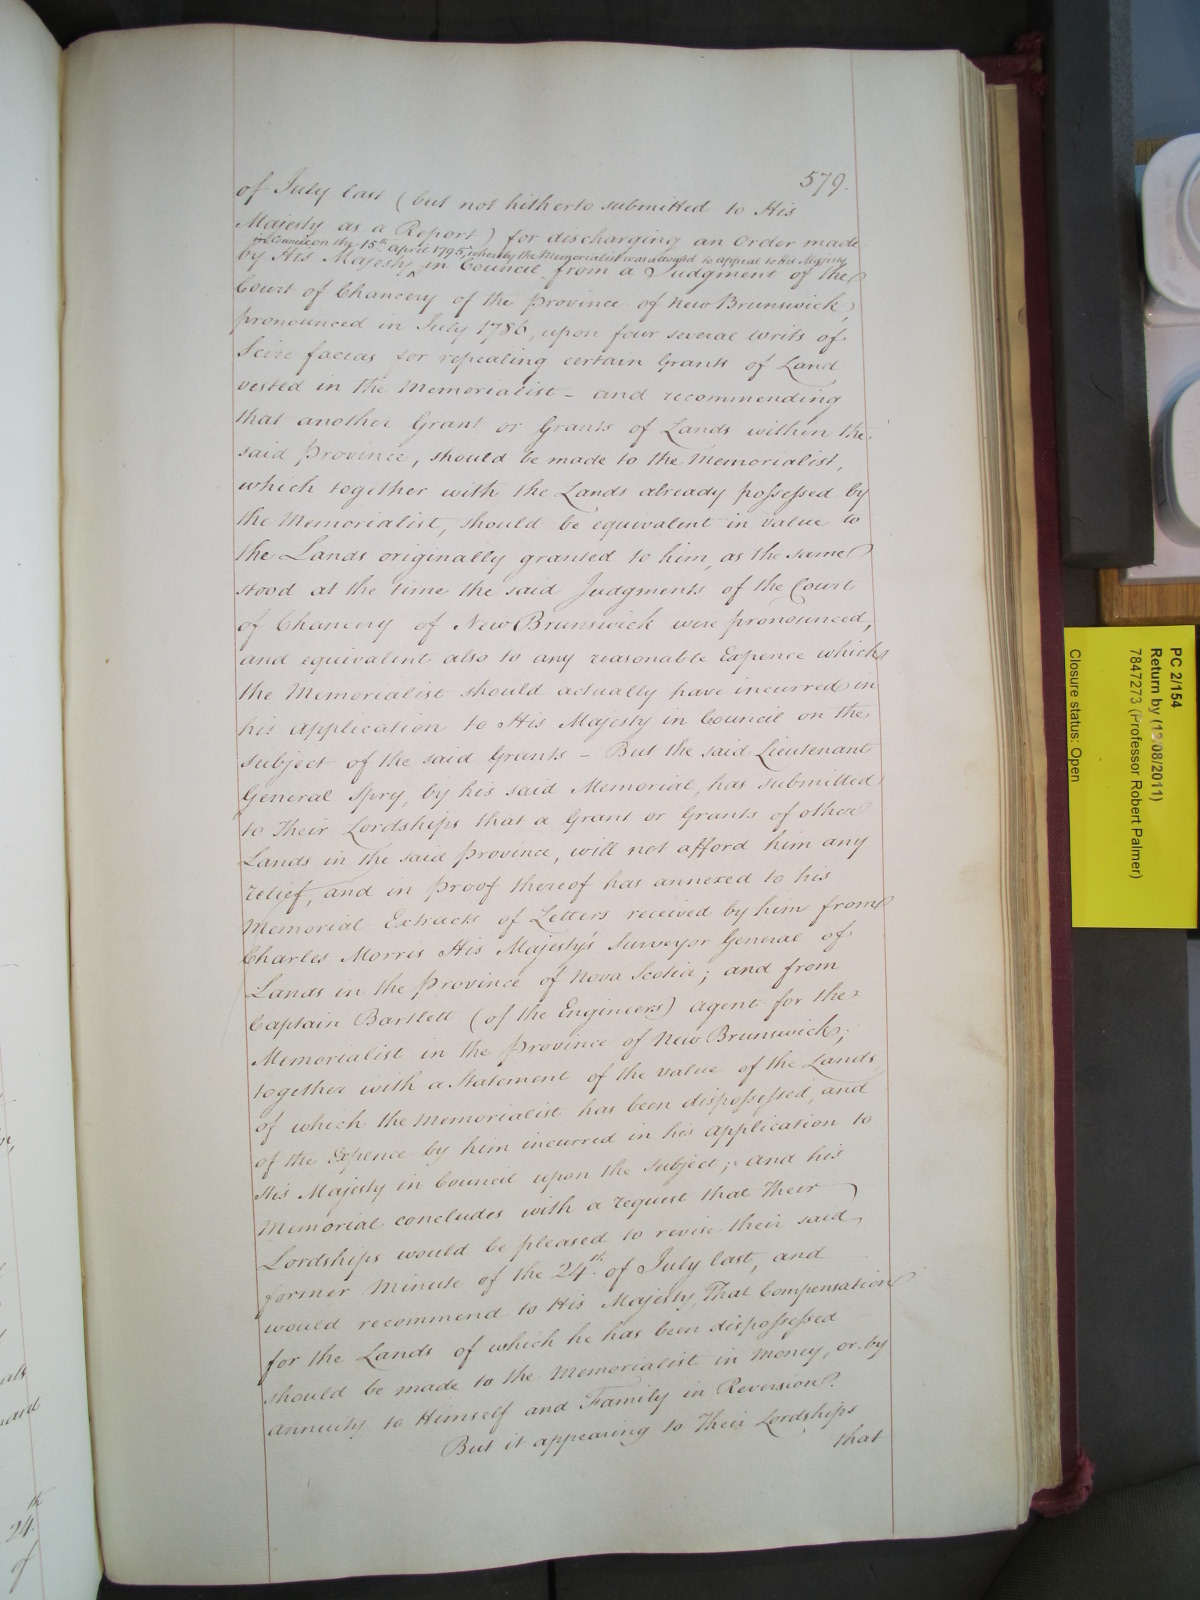 579.
of July last (but not hitherto submitted to His
Majesty as a Report) for discharging an Order made
in Council on the 15th April 1795, whereby the Memorialist was allowed to appeal to His Majesty
by His Majesty in Council from a Judgment of the
Court of Chancery of the Province of New Brunswick,
pronounced in July 1786, upon four several Writs of
Scire facias for repealing certain Grants of Land
vested in the Memorialist – and recommending
that another Grant or Grants of Lands within the
said Province, should be made to the Memorialist,
which together with the Lands already possessed by
the Memorialist, should be equivalent in value to
the Lands originally granted to him, as the same
stood at the time the said Judgments of the Court
of Chancery of New Brunswick were pronounced,
and equivalent also to any reasonable Expence which
the Memorialist should actually have incurred in
his application to His Majesty in Council on the
subject of the said Grants – But the said Lieutenant
General Spry, by his said Memorial, has submitted
to Their Lordships that a Grant or Grants of other
Lands in the said Province, will not afford him any
relief, and in proof thereof has annexed to his
Memorial Extracts of Letters received by him from
Charles Morris His Majesty's Surveyor General of
Lands in the Province of Nova Scotia; and from
Captain Bartlett (of the Engineers) agent for the
Memorialist in the Province of New Brunswick;
together with a Statement of the value of the Lands
of which the Memorialist has been dispossessed, and
of the Expence by him incurred in his application to
His Majesty in Council upon the subject; and his
Memorial concludes with a request that Their
Lordships would be pleased to revise their said
former Minute of the 24th of July last, and
would recommend to His Majesty, That Compensation
for the Lands of which he has been dispossessed
should be made to the Memorialist in Money, or by
annuity to Himself and Family in Reversion.
But it appearing to Their Lordships
that
24th
of
PC 2/154
Return by (12/08/2011)
7847273 (Professor Robert Palmer)
Closure status: Open